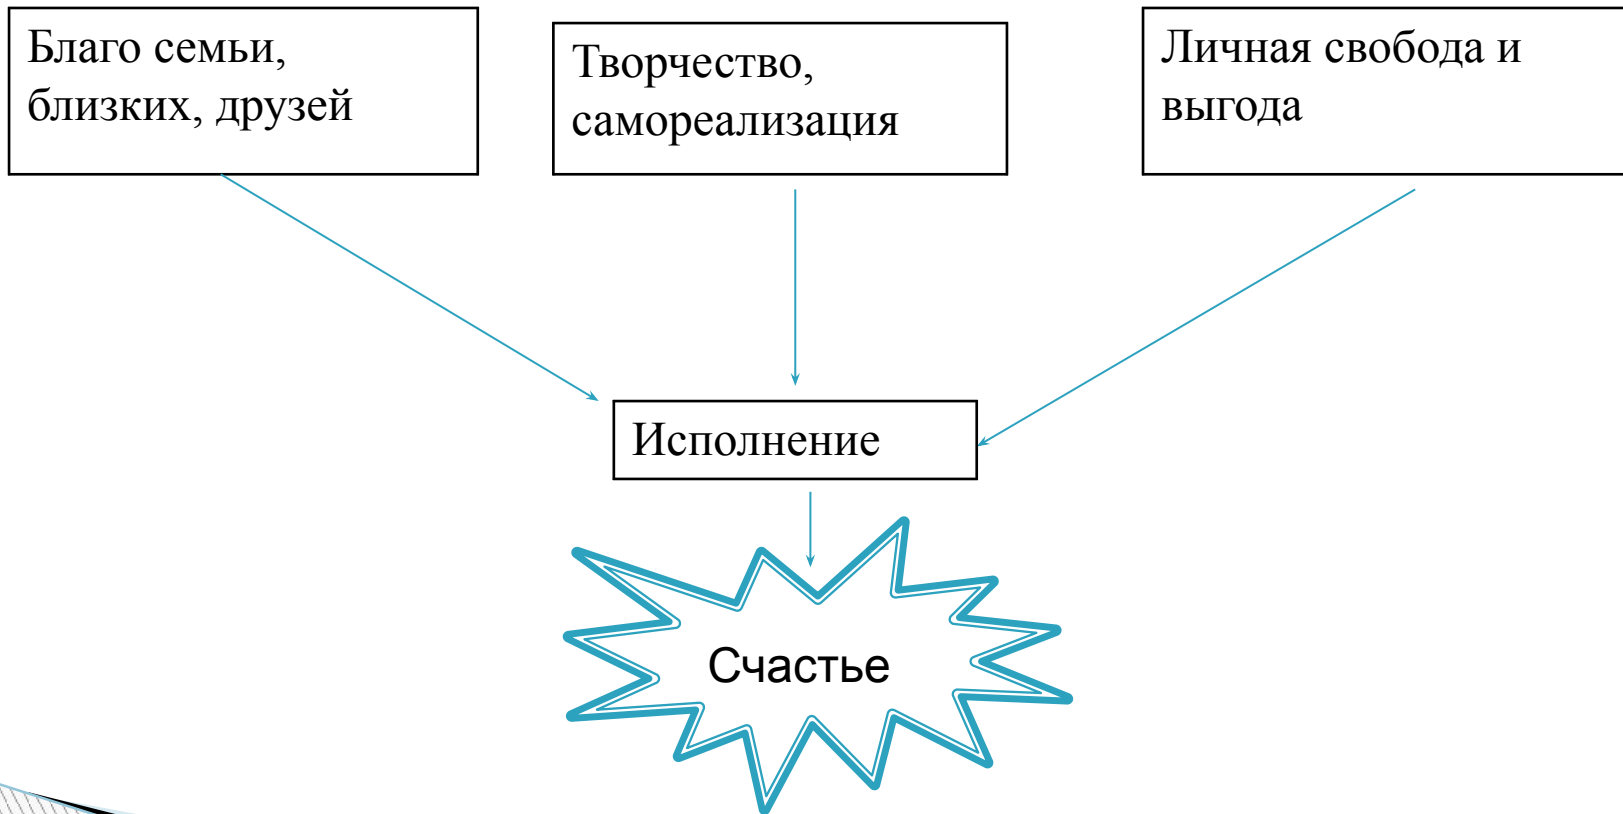 Благо семьи,
близких, друзей
Творчество,
самореализация
Личная свобода и
выгода
Исполнение
Счастье